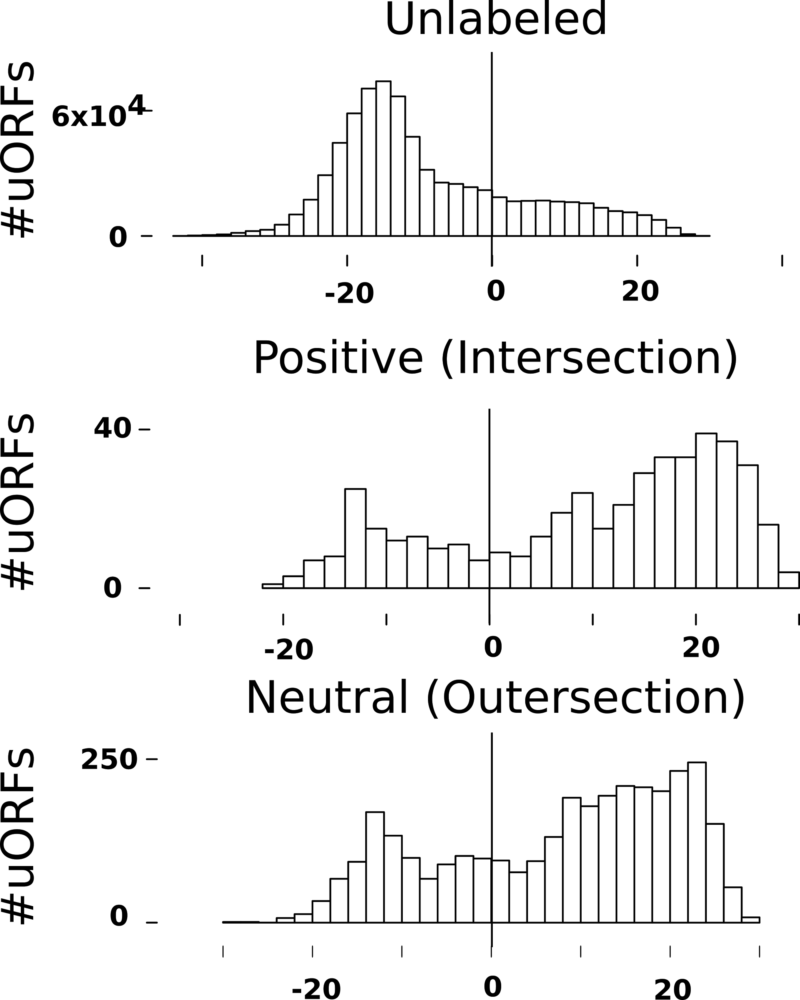 Unlabeled
#uORFs
6x10⁴
0
-20 0 20
Positive (Intersection)
#uORFs
40
0
-20 0 20
Neutral (Outersection)
#uORFs
250
0
-20 0 20